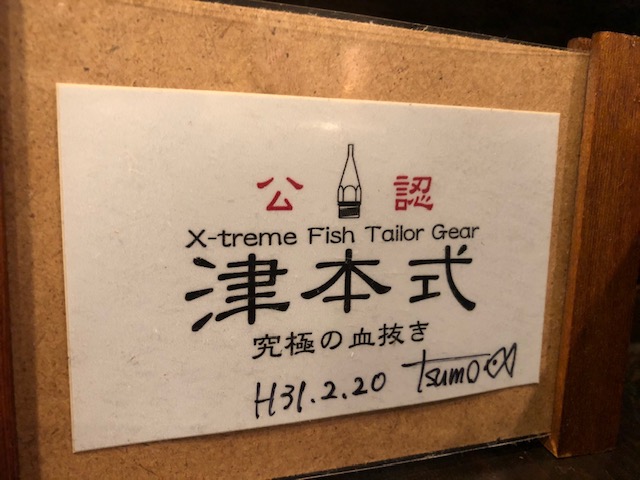 公認
X-treme Fish Tailor Gear
津本式
究極の血抜き
H31.2.20 Tsumo